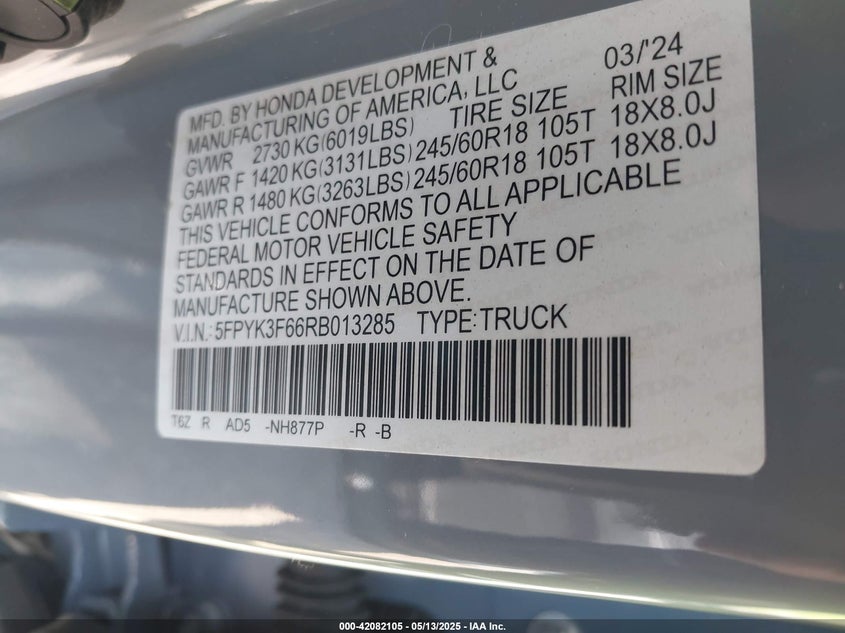 MFD. BY HONDA DEVELOPMENT & 03/'24
MANUFACTURING OF AMERICA, LLC
GVWR 2730 KG(6019LBS) TIRE SIZE RIM SIZE
GAWR F 1420 KG(3131LBS) 245/60R18 105T 18X8.0J
GAWR R 1480 KG(3263LBS) 245/60R18 105T 18X8.0J
THIS VEHICLE CONFORMS TO ALL APPLICABLE
FEDERAL MOTOR VEHICLE SAFETY
STANDARDS IN EFFECT ON THE DATE OF
MANUFACTURE SHOWN ABOVE.
V.I.N.: 5FPYK3F66RB013285 TYPE: TRUCK
T6Z R AD5 -NH877P -R -B
000-42082105 - 05/13/2025 - IAA Inc.